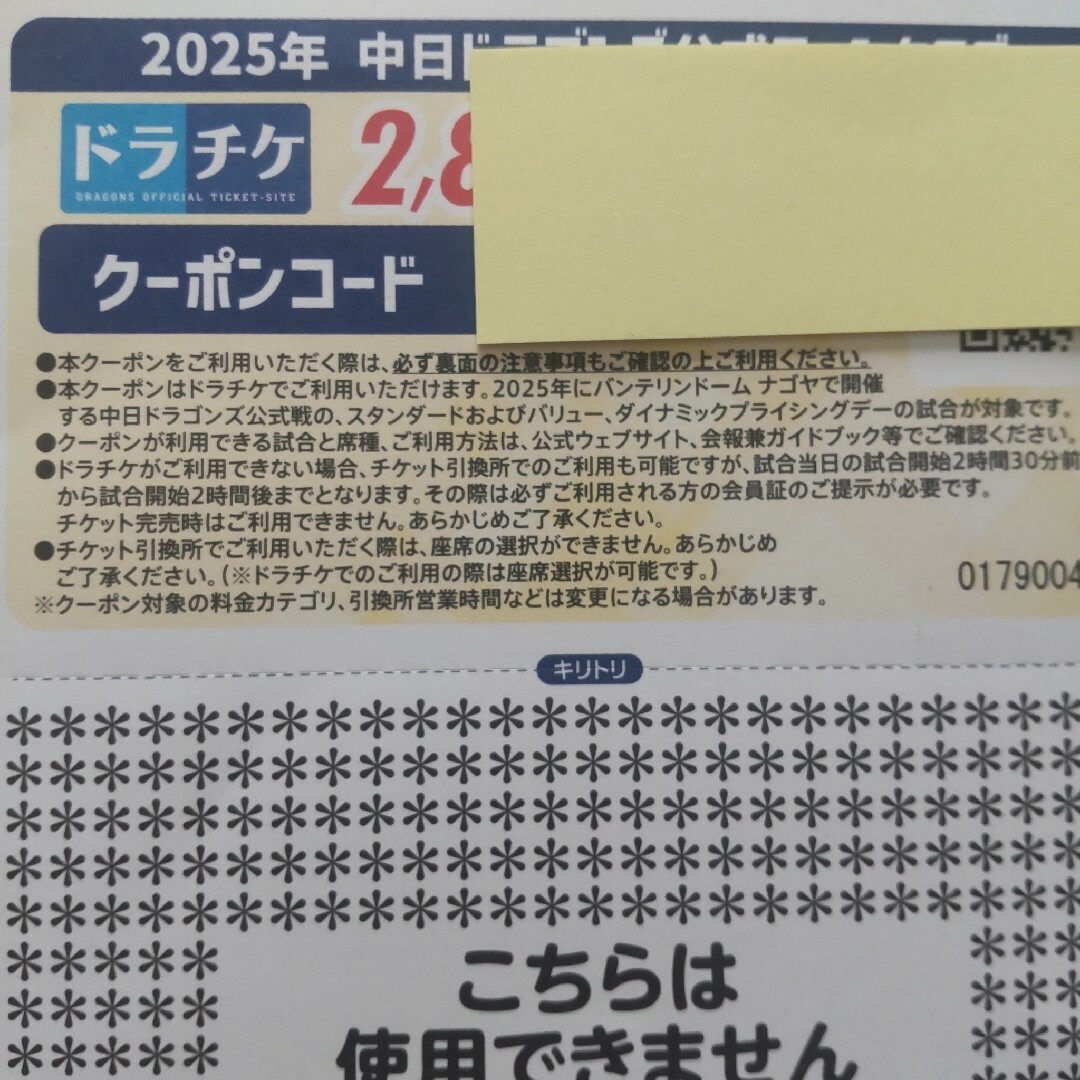 2025年 中日
ドラチケ
DRAGONS OFFICIAL TICKET-SITE
2,8
クーポンコード
●本クーポンをご利用いただく際は、必ず裏面の注意事項もご確認の上ご利用ください。
●本クーポンはドラチケでご利用いただけます。2025年にバンテリンドーム ナゴヤで開催
する中日ドラゴンズ公式戦の、スタンダードおよびバリュー、ダイナミックプライシングデーの試合が対象です。
●クーポンが利用できる試合と席種、ご利用方法は、公式ウェブサイト、会報兼ガイドブック等でご確認ください。
●ドラチケがご利用できない場合、チケット引換所でのご利用も可能ですが、試合当日の試合開始2時間30分前
から試合開始2時間後までとなります。その際は必ずご利用される方の会員証のご提示が必要です。
チケット完売時はご利用できません。あらかじめご了承ください。
●チケット引換所でご利用いただく際は、座席の選択ができません。あらかじめ
ご了承ください。(※ドラチケでのご利用の際は座席選択が可能です。)
0179004
※クーポン対象の料金カテゴリ、引換所営業時間などは変更になる場合があります。
キリトリ
こちらは
使用できません